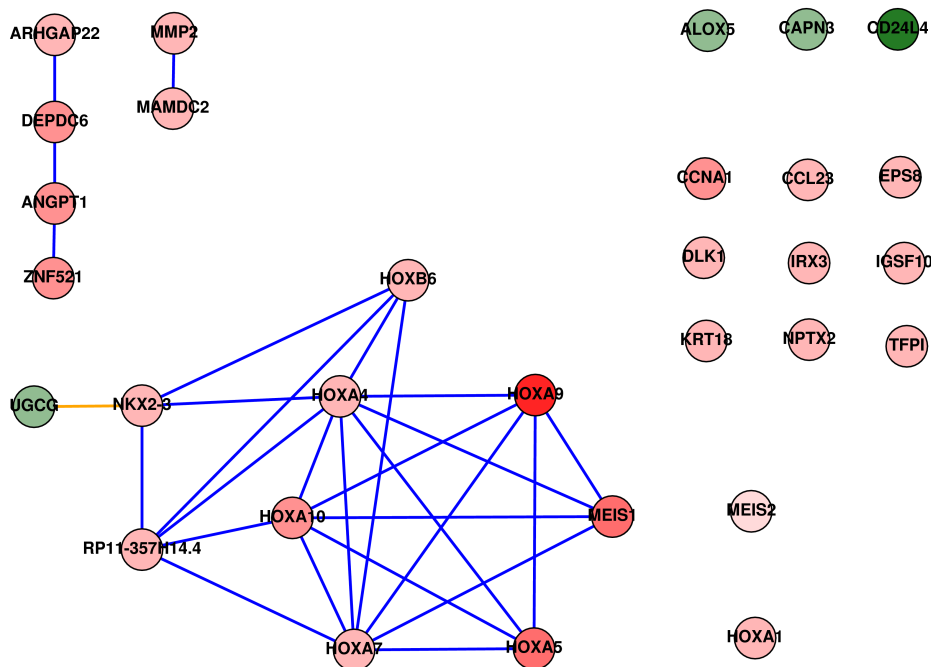 ARHGAP22
MMP2
ALOX5
CAPN3
CD24L4
MAMDC2
DEPDC6
CCNA1
CCL23
EPS8
ANGPT1
DLK1
IRX3
IGSF10
ZNF521
HOXB6
KRT18
NPTX2
TFPI
UGCG
NKX2-3
HOXA4
HOXA9
HOXA10
MEIS1
MEIS2
RP11-357H14.4
HOXA7
HOXA5
HOXA1